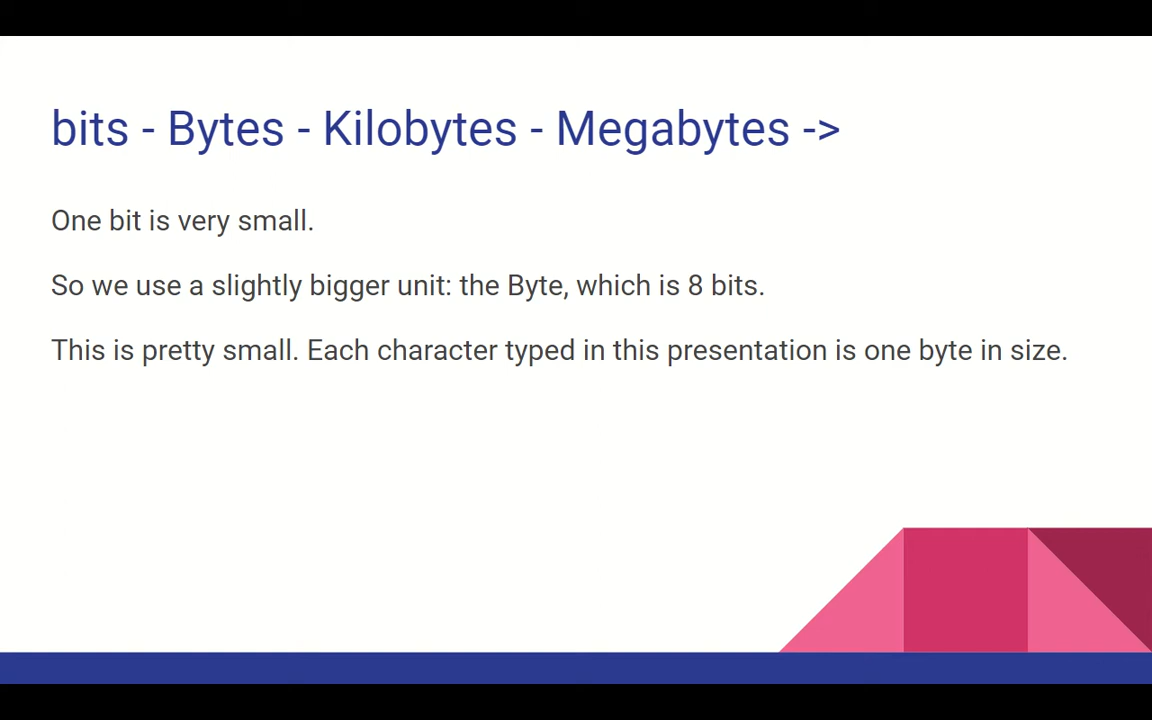 bits - Bytes - Kilobytes - Megabytes ->
One bit is very small.
So we use a slightly bigger unit: the Byte, which is 8 bits.
This is pretty small. Each character typed in this presentation is one byte in size.